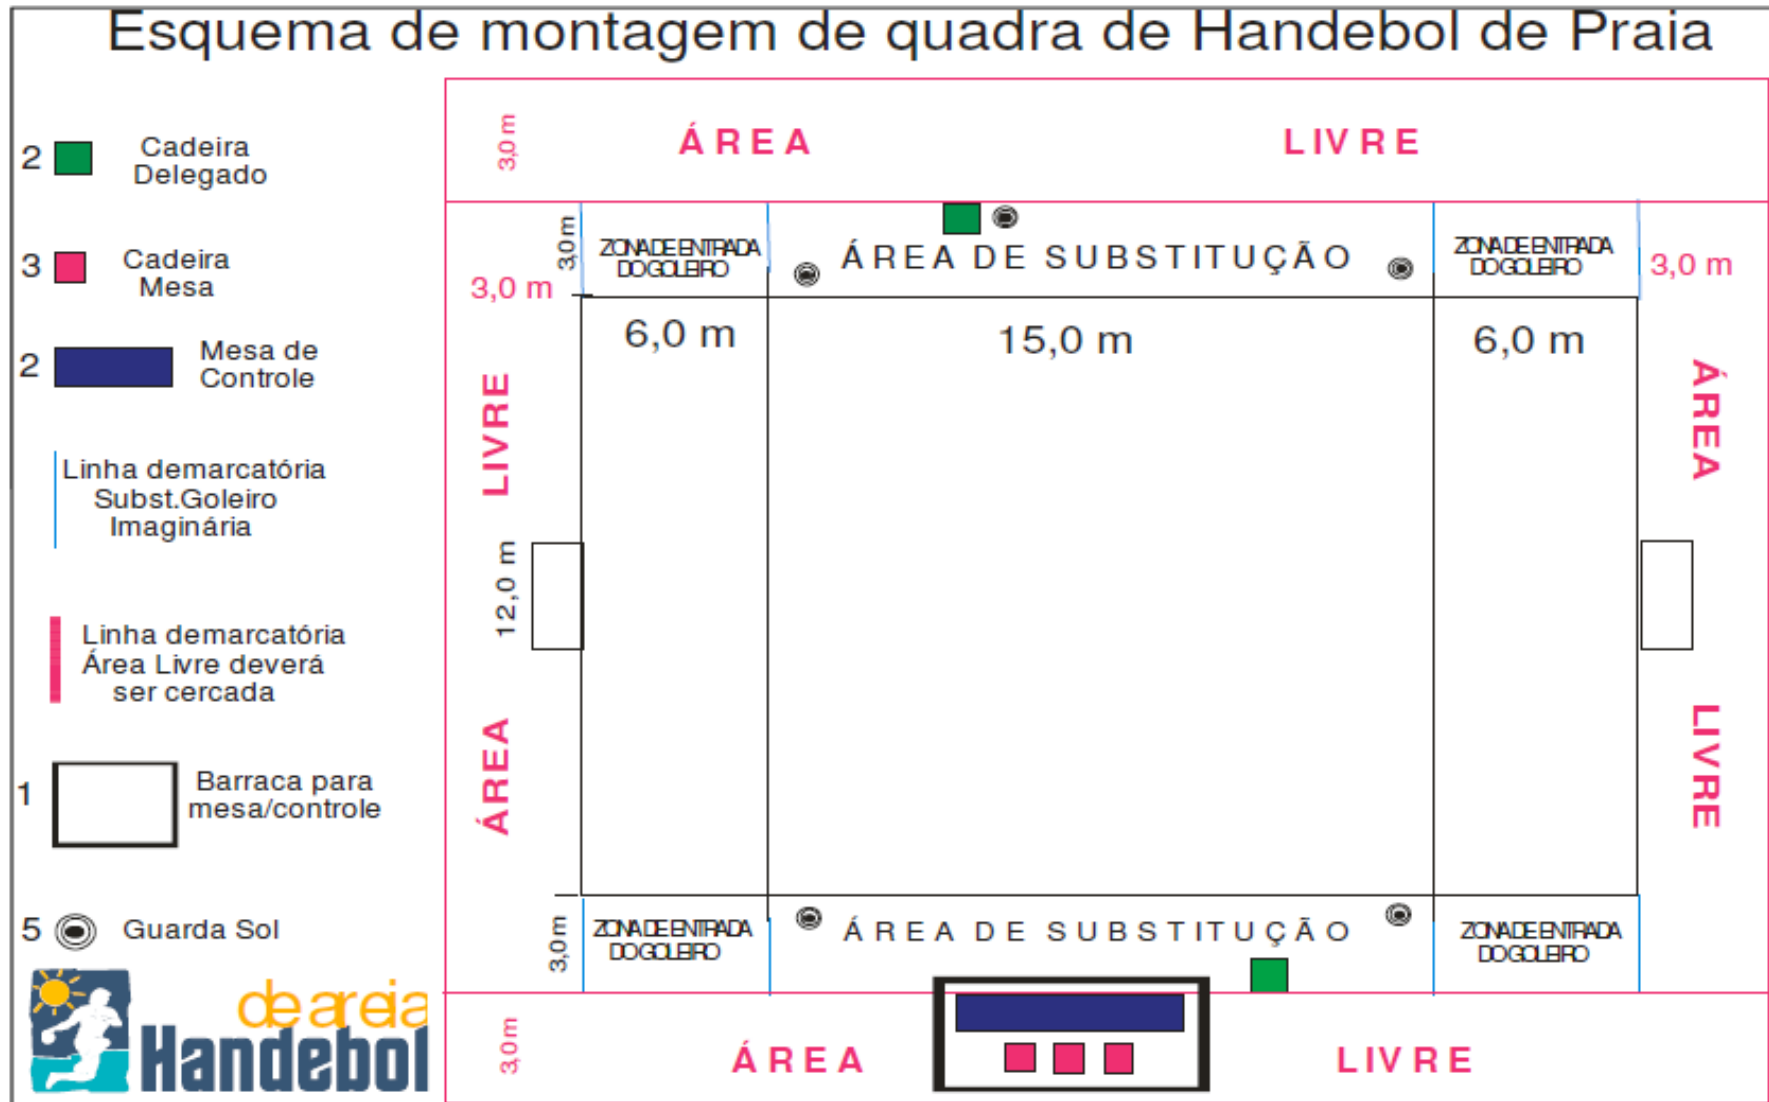 Esquema de montagem de quadra de Handebol de Praia
2
Cadeira
Delegado
3
Cadeira
Mesa
2
Mesa de
Controle
Linha demarcatória
Subst.Goleiro
Imaginária
Linha demarcatória
Área Livre deverá
ser cercada
1
Barraca para
mesa/controle
5
Guarda Sol
de areia
Handebol
3,0 m
ÁREA LIVRE
3,0m
ZONA DE ENTRADA
DO GOLEIRO
ÁREA DE SUBSTITUÇÃO
ZONA DE ENTRADA
DO GOLEIRO
3,0 m
3,0 m
6,0 m
15,0 m
6,0 m
ÁREA LIVRE
12,0 m
ÁREA LIVRE
3,0m
ZONA DE ENTRADA
DO GOLEIRO
ÁREA DE SUBSTITUÇÃO
ZONA DE ENTRADA
DO GOLEIRO
3,0m
ÁREA LIVRE